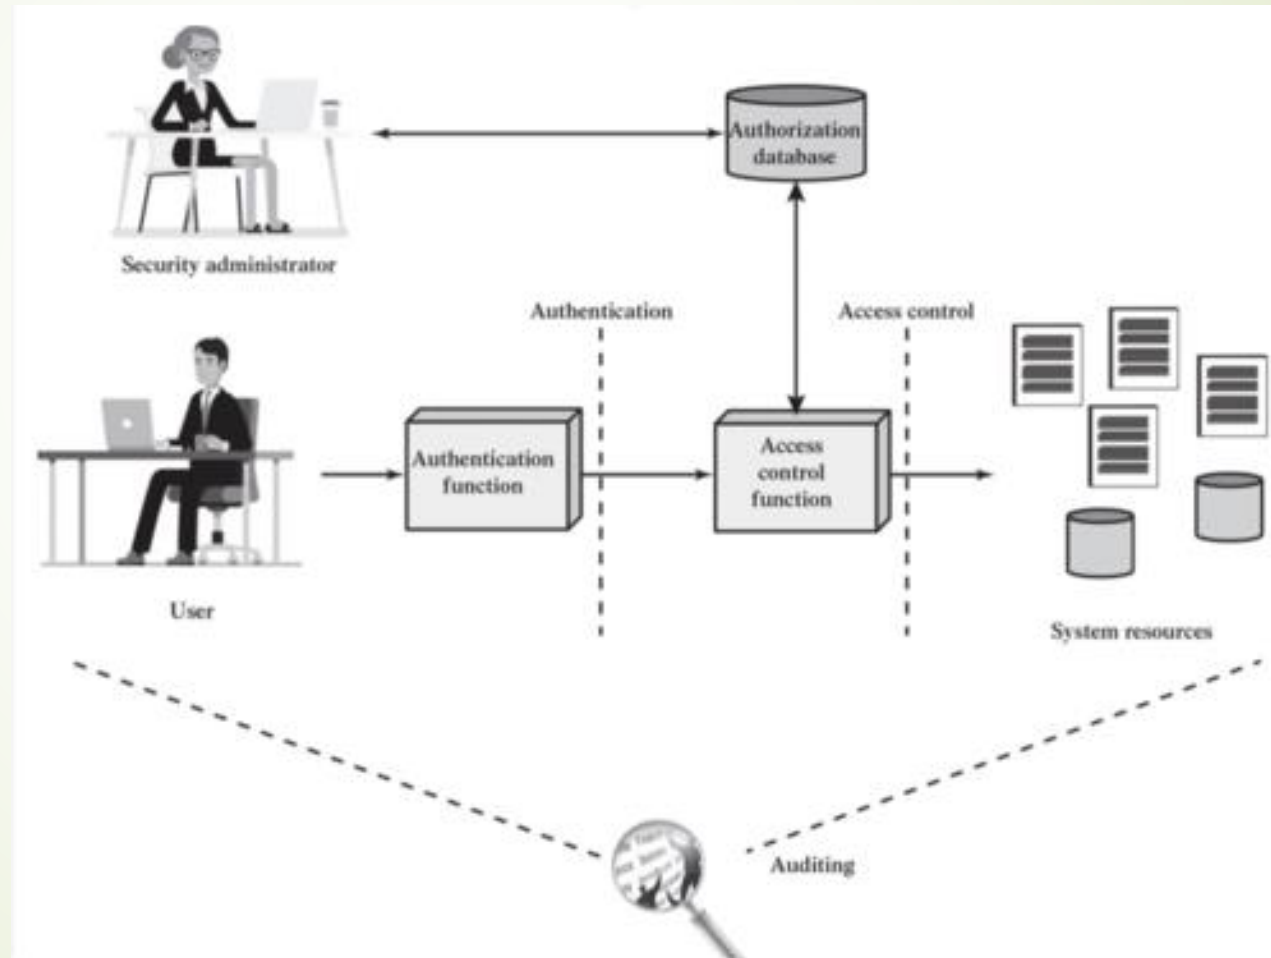 Authorization
database
Security administrator
Authentication
Access control
Authentication
function
Access
control
function
User
System resources
Auditing